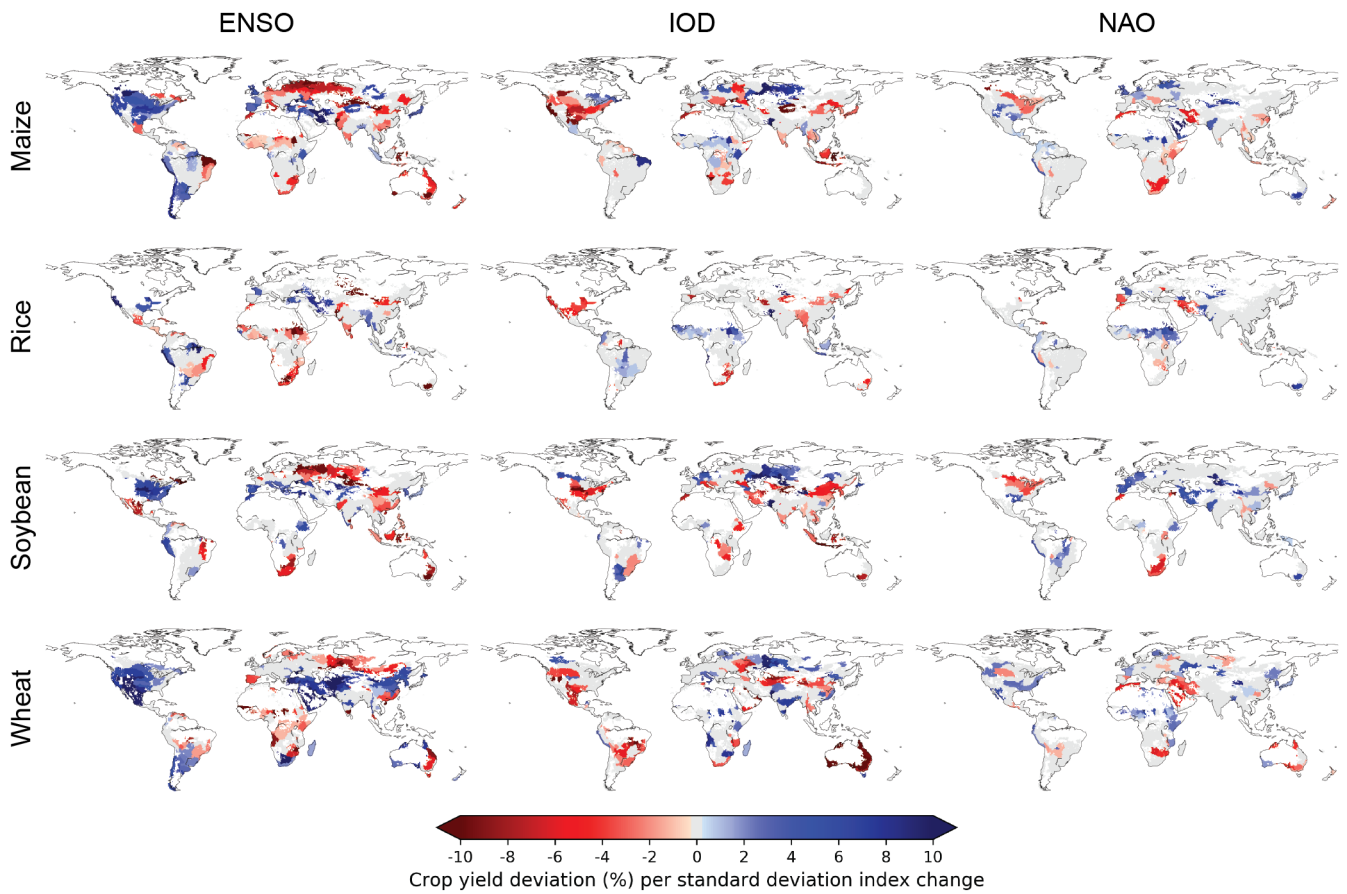 ENSO IOD NAO
Maize
Rice
Soybean
Wheat
-10 -8 -6 -4 -2 0 2 4 6 8 10
Crop yield deviation (%) per standard deviation index change